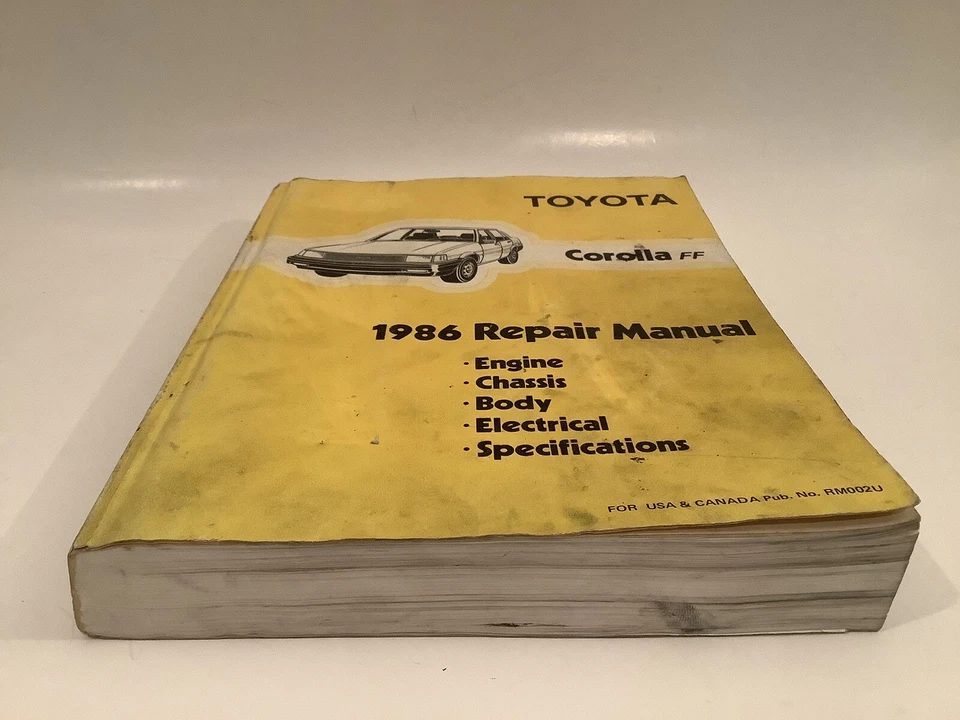 TOYOTA
Corolla FF
1986 Repair Manual
· Engine
· Chassis
· Body
· Electrical
· Specifications
FOR USA & CANADA Pub. No. RM002U